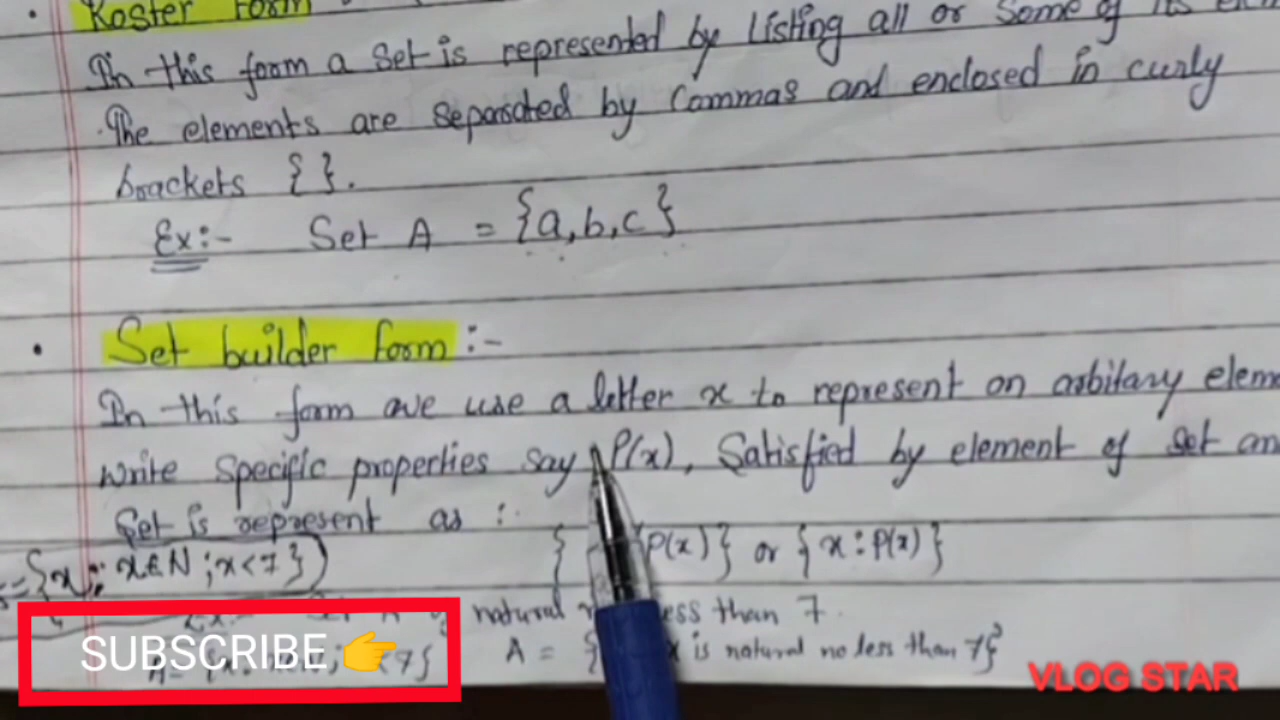 Roster Form
In this form a set is represented by listing all or some of its
The elements are separated by Commas and enclosed in curly
brackets { }.
Ex:- Set A = {a, b, c}
Set builder form :-
In this form we use a letter x to represent an arbitary elem
write specific properties say P(x), Satisfied by element of set an
Set is represent as :
{ P(x)} or {x : P(x)}
={x : x∈N ; x<7}
natural less than 7.
A= {x <7} A = { x is natural no less than 7}
SUBSCRIBE 👉
VLOG STAR